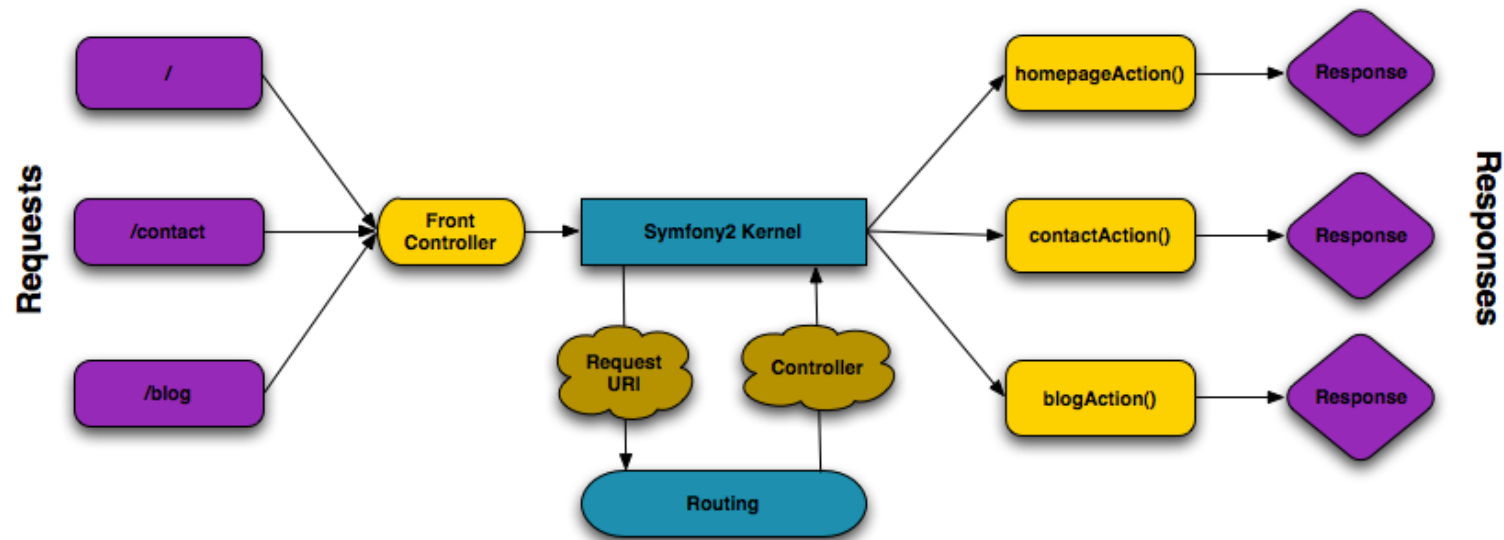 Requests
/
/contact
/blog
Front
Controller
Symfony2 Kernel
Request
URI
Controller
Routing
homepageAction()
contactAction()
blogAction()
Response
Response
Response
Responses